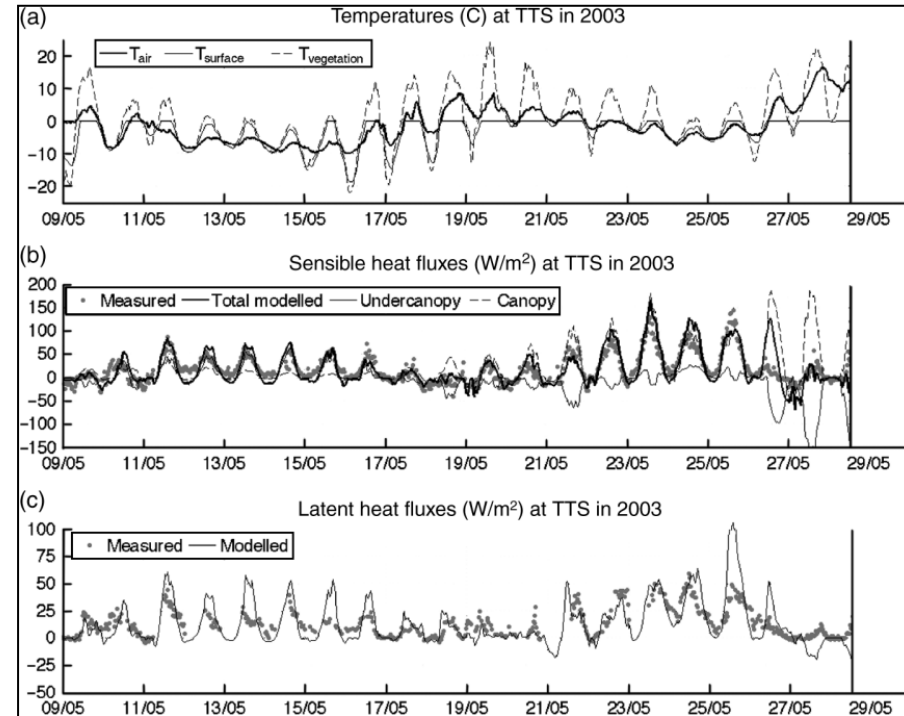 (a) Temperatures (C) at TTS in 2003
T_air T_surface T_vegetation
20
10
0
−10
−20
09/05 11/05 13/05 15/05 17/05 19/05 21/05 23/05 25/05 27/05 29/05
(b) Sensible heat fluxes (W/m²) at TTS in 2003
Measured Total modelled Undercanopy Canopy
200
150
100
50
0
−50
−100
−150
09/05 11/05 13/05 15/05 17/05 19/05 21/05 23/05 25/05 27/05 29/05
(c) Latent heat fluxes (W/m²) at TTS in 2003
Measured Modelled
100
75
50
25
0
−25
−50
09/05 11/05 13/05 15/05 17/05 19/05 21/05 23/05 25/05 27/05 29/05